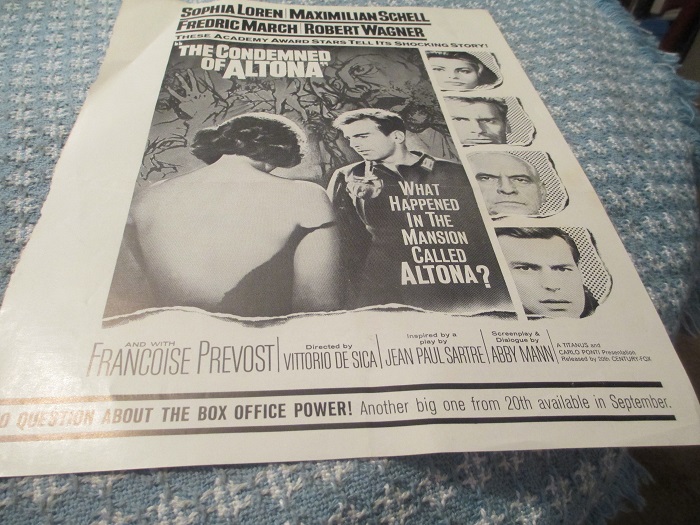 SOPHIA LOREN | MAXIMILIAN SCHELL
FREDRIC MARCH | ROBERT WAGNER
THESE ACADEMY AWARD STARS TELL ITS SHOCKING STORY!
"THE CONDEMNED
OF ALTONA"
WHAT
HAPPENED
IN THE
MANSION
CALLED
ALTONA?
AND WITH
FRANCOISE PREVOST
Directed by
VITTORIO DE SICA
Inspired by a
play by
JEAN PAUL SARTRE
Screenplay &
Dialogue by
ABBY MANN
A TITANUS and
CARLO PONTI Presentation
Released by 20th CENTURY-FOX
O QUESTION ABOUT THE BOX OFFICE POWER! Another big one from 20th available in September.